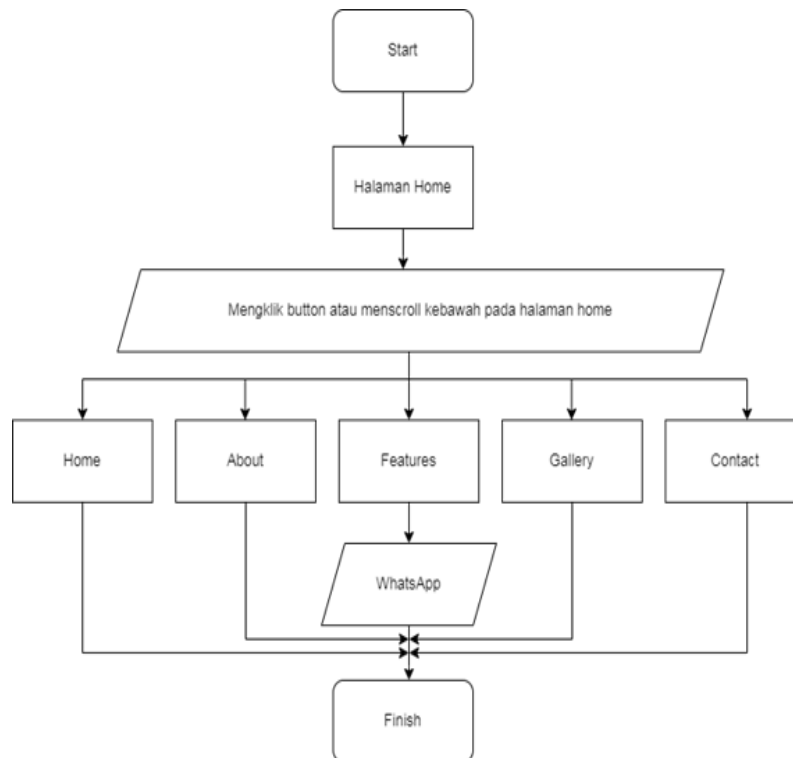 Start
Halaman Home
Mengklik button atau menscroll kebawah pada halaman home
Home
About
Features
Gallery
Contact
WhatsApp
Finish